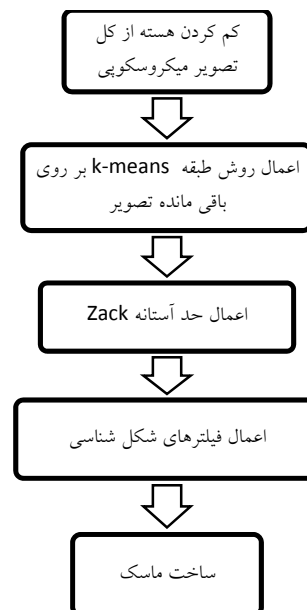 کم کردن هسته از کل
تصویر میکروسکوپی
اعمال روش طبقه k-means بر روی
باقی مانده تصویر
اعمال حد آستانه Zack
اعمال فیلترهای شکل شناسی
ساخت ماسک